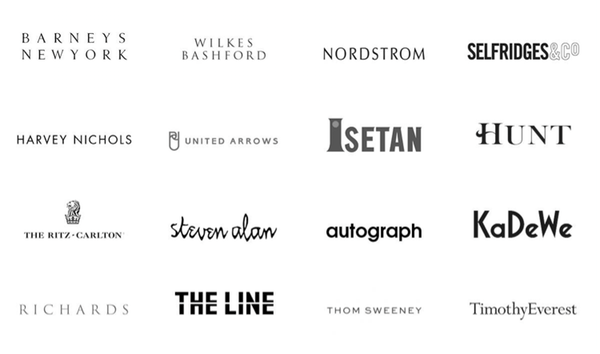 BARNEYS
NEWYORK
WILKES
BASHFORD
NORDSTROM
SELFRIDGES&CO
HARVEY NICHOLS
UNITED ARROWS
ISETAN
HUNT
THE RITZ-CARLTON
steven alan
autograph
KaDeWe
RICHARDS
THE LINE
THOM SWEENEY
TimothyEverest